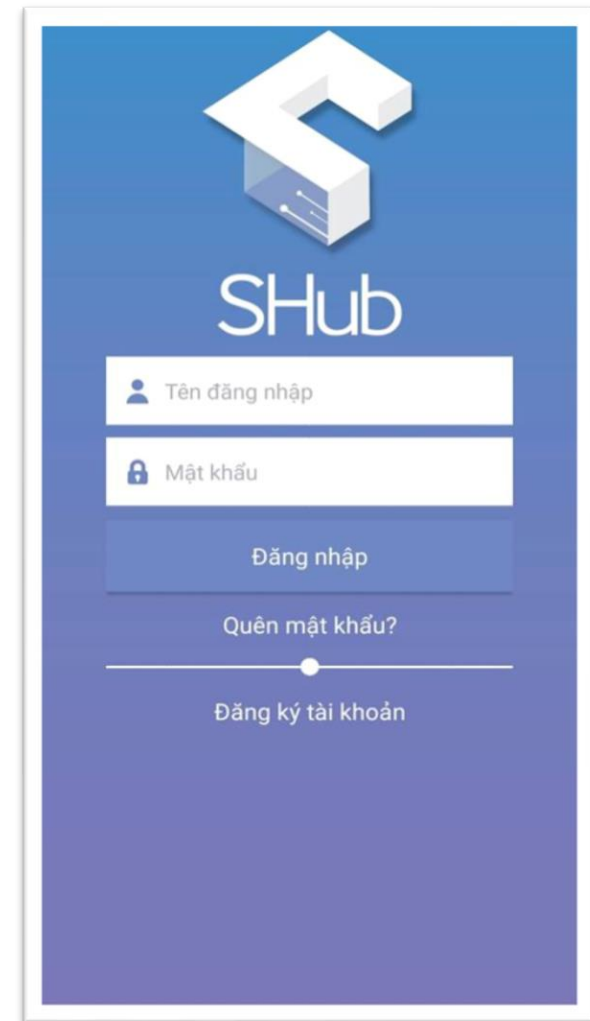 SHub
Tên đăng nhập
Mật khẩu
Đăng nhập
Quên mật khẩu?
Đăng ký tài khoản